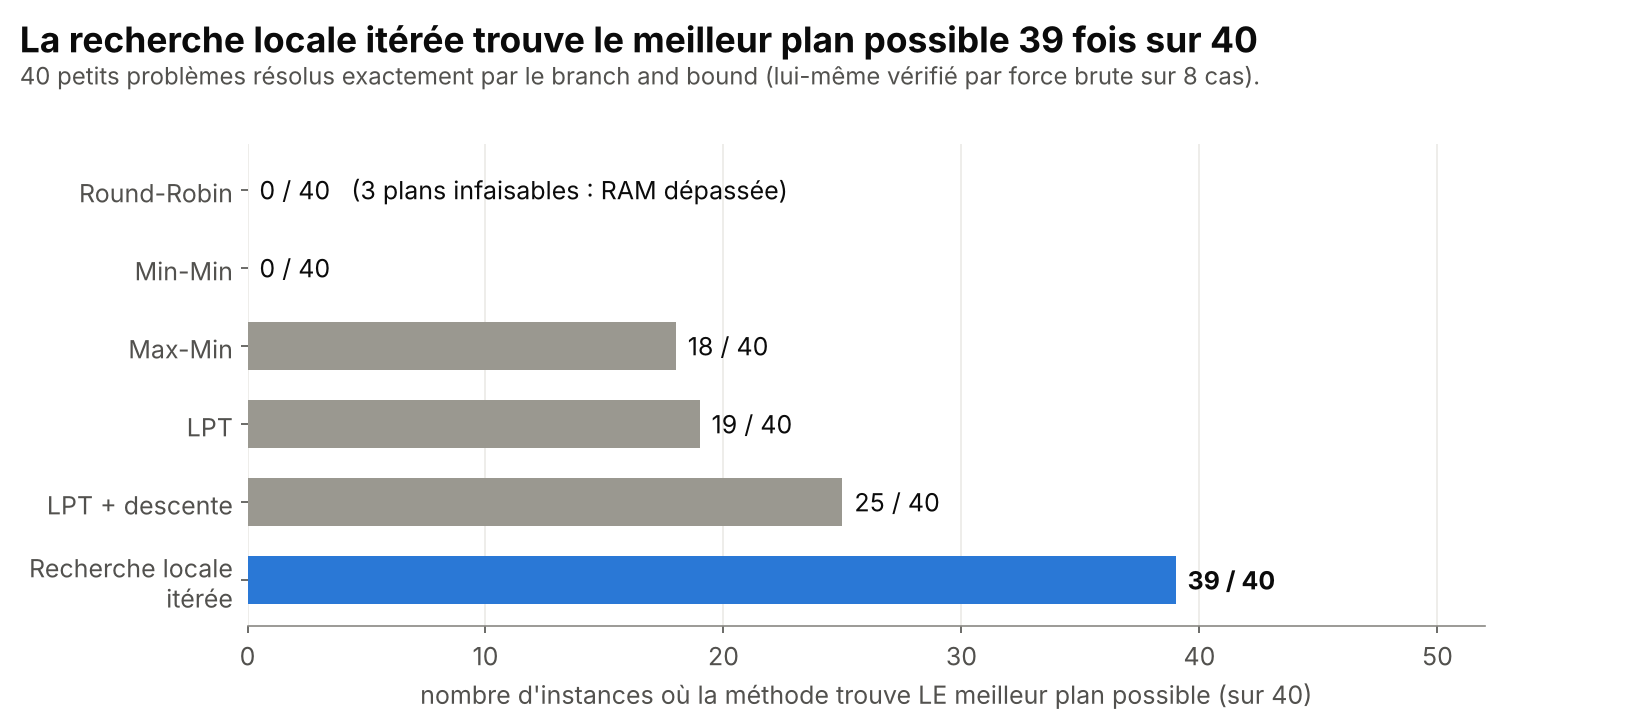 La recherche locale itérée trouve le meilleur plan possible 39 fois sur 40
40 petits problèmes résolus exactement par le branch and bound (lui-même vérifié par force brute sur 8 cas).
Round-Robin 0 / 40 (3 plans infaisables : RAM dépassée)
Min-Min 0 / 40
Max-Min 18 / 40
LPT 19 / 40
LPT + descente 25 / 40
Recherche locale
itérée
39 / 40
0 10 20 30 40 50
nombre d'instances où la méthode trouve LE meilleur plan possible (sur 40)